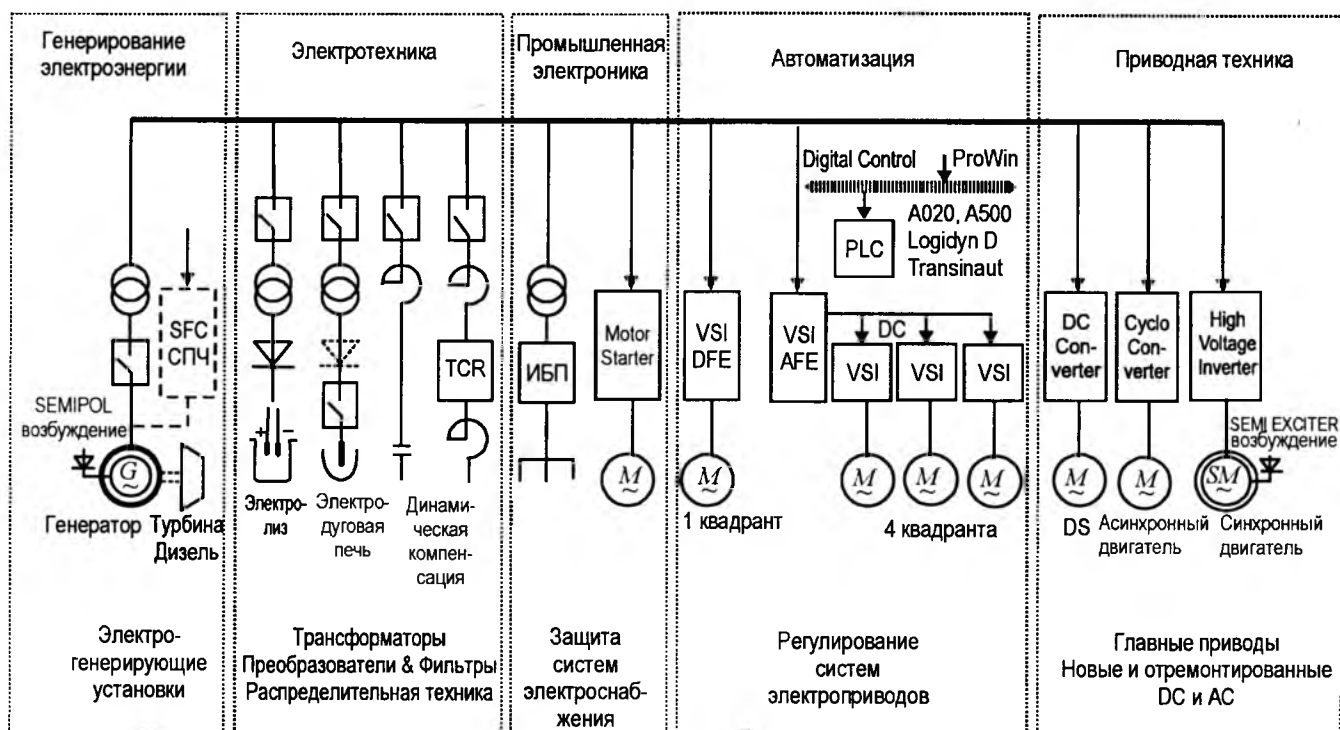 Генерирование
электроэнергии
Электротехника
Промышленная
электроника
Автоматизация
Приводная техника
Digital Control
ProWin
A020, A500
Logidyn D
Transinaut
PLC
SFC
СПЧ
SEMIPOL
возбуждение
G
~
Генератор
Турбина
Дизель
+
-
Электро-
лиз
Электро-
дуговая
печь
TCR
Динами-
ческая
компен-
сация
ИБП
Motor
Starter
M
~
VSI
DFE
M
~
1 квадрант
VSI
AFE
DC
VSI
VSI
VSI
M
~
M
~
M
~
4 квадранта
DC
Con-
verter
M
~
DS
Cyclo
Con-
verter
M
~
Асинхронный
двигатель
High
Voltage
Inverter
SEMI EXCITER
возбуждение
SM
~
Синхронный
двигатель
Электро-
генерирующие
установки
Трансформаторы
Преобразователи & Фильтры
Распределительная техника
Защита
систем
электроснаб-
жения
Регулирование
систем
электроприводов
Главные приводы
Новые и отремонтированные
DC и AC